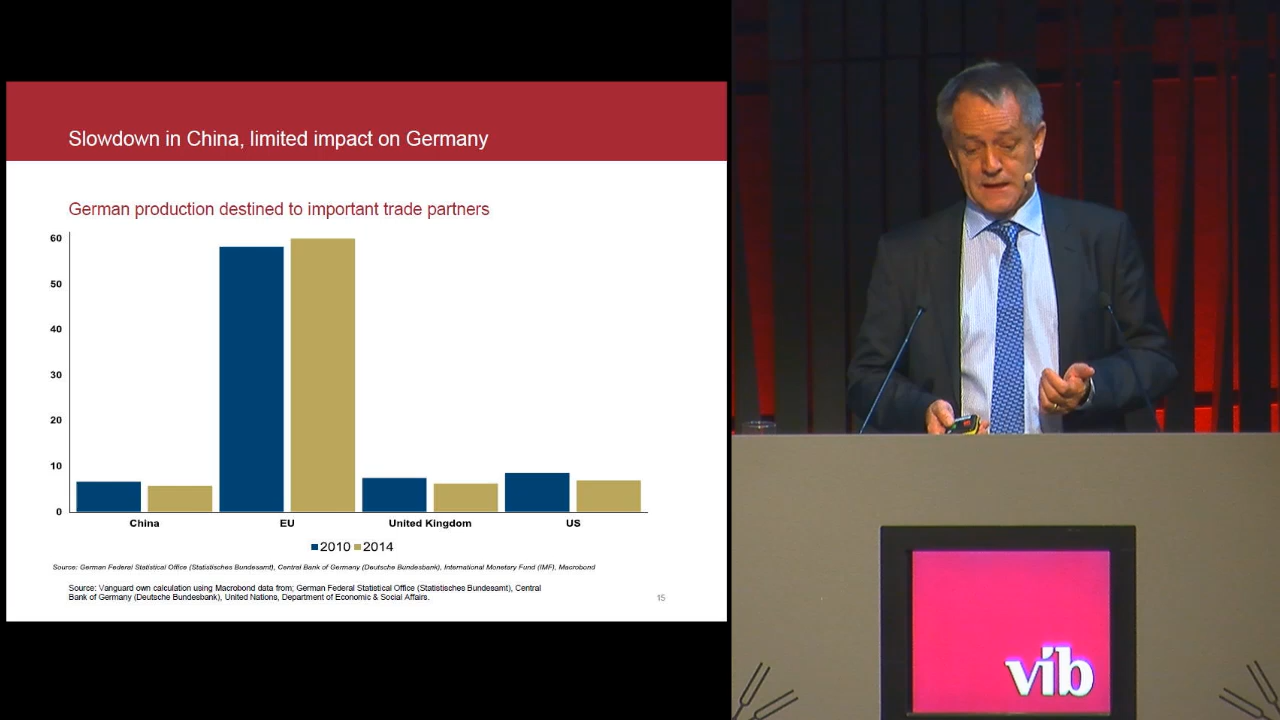 Slowdown in China, limited impact on Germany
German production destined to important trade partners
60
50
40
30
20
10
0
China
EU
United Kingdom
US
2010
2014
Source: German Federal Statistical Office (Statistisches Bundesamt), Central Bank of Germany (Deutsche Bundesbank), International Monetary Fund (IMF), Macrobond
Source: Vanguard own calculation using Macrobond data from; German Federal Statistical Office (Statistisches Bundesamt), Central
Bank of Germany (Deutsche Bundesbank), United Nations, Department of Economic & Social Affairs.
15
vib